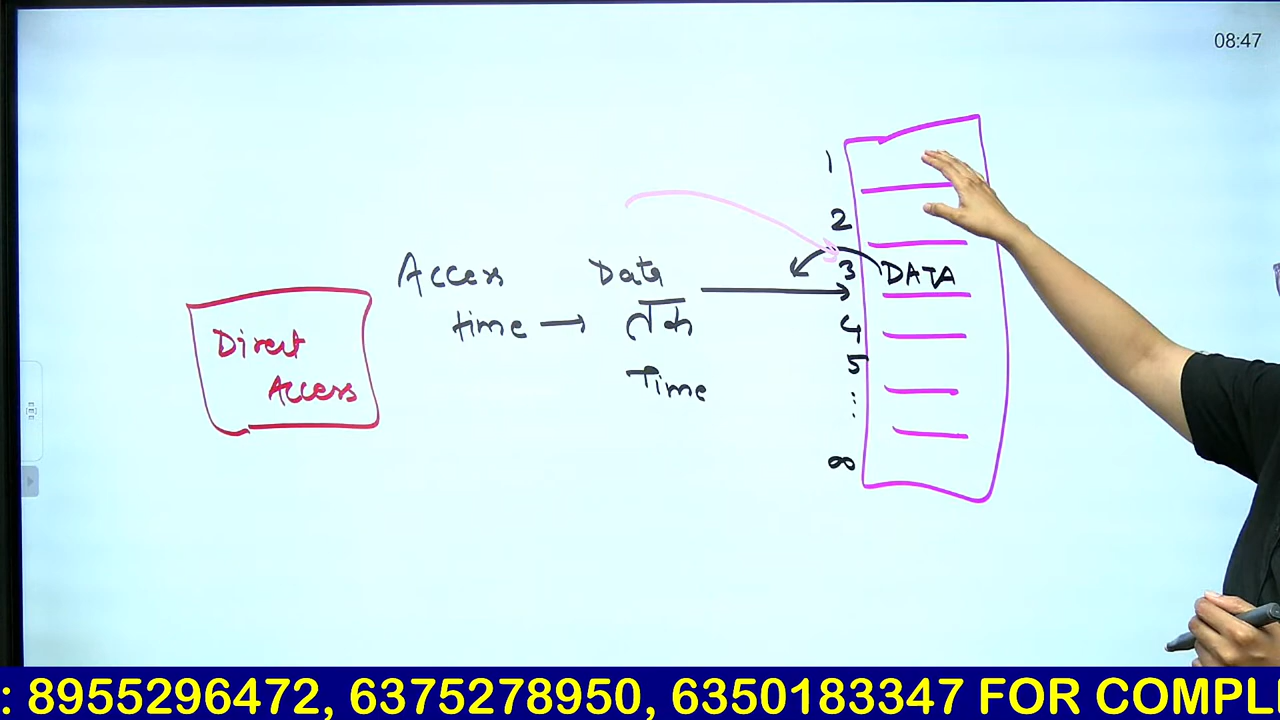 08:47
1
2
3 DATA
4
5
⋮
∞
Access Data
time → तक
Time
Direct
Access
: 8955296472, 6375278950, 6350183347 FOR COMPL